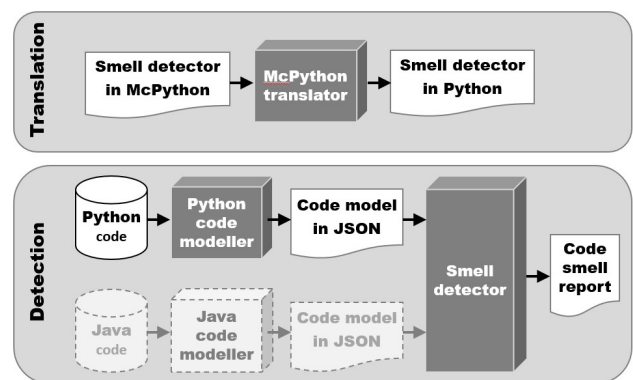 Translation
Smell detector
in McPython
McPython
translator
Smell detector
in Python
Detection
Python
code
Python
code
modeller
Code model
in JSON
Smell
detector
Code
smell
report
Java
code
Java
code
modeller
Code model
in JSON